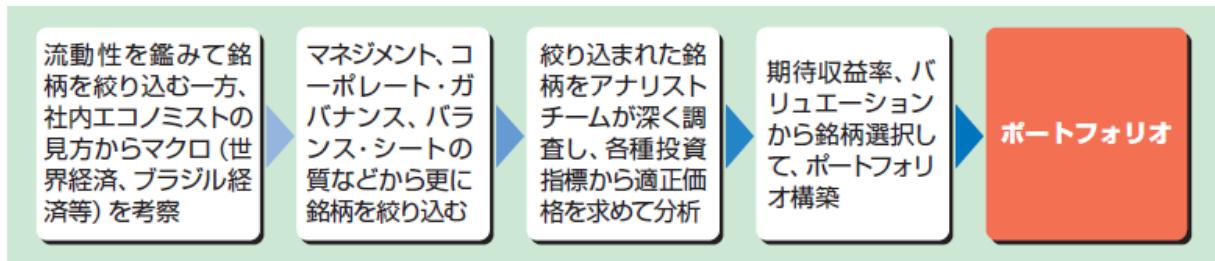 流動性を鑑みて銘
柄を絞り込む一方、
社内エコノミストの
見方からマクロ(世
界経済、ブラジル経
済等)を考察
マネジメント、コ
ーポレート・ガ
バナンス、バラ
ンス・シートの
質などから更に
銘柄を絞り込む
絞り込まれた銘
柄をアナリスト
チームが深く調
査し、各種投資
指標から適正価
格を求めて分析
期待収益率、バ
リュエーション
から銘柄選択し
て、ポートフォリ
オ構築
ポートフォリオ